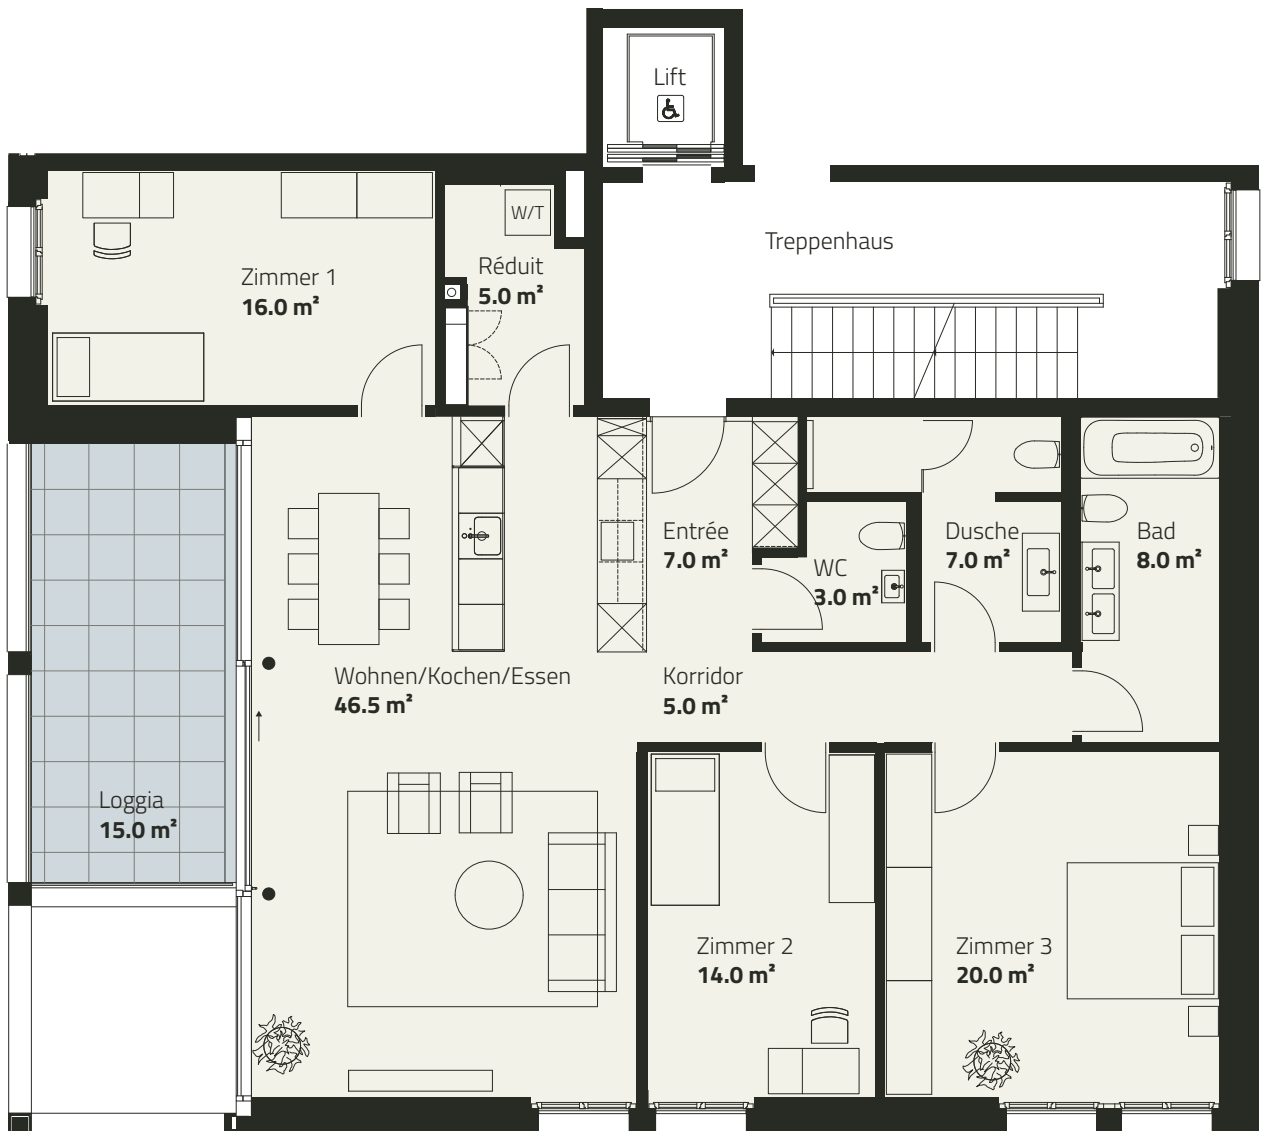 Lift
W/T
Treppenhaus
Réduit
5.0 m²
Zimmer 1
16.0 m²
Entrée
7.0 m²
WC
3.0 m²
Dusche
7.0 m²
Bad
8.0 m²
Wohnen/Kochen/Essen
46.5 m²
Korridor
5.0 m²
Loggia
15.0 m²
Zimmer 2
14.0 m²
Zimmer 3
20.0 m²